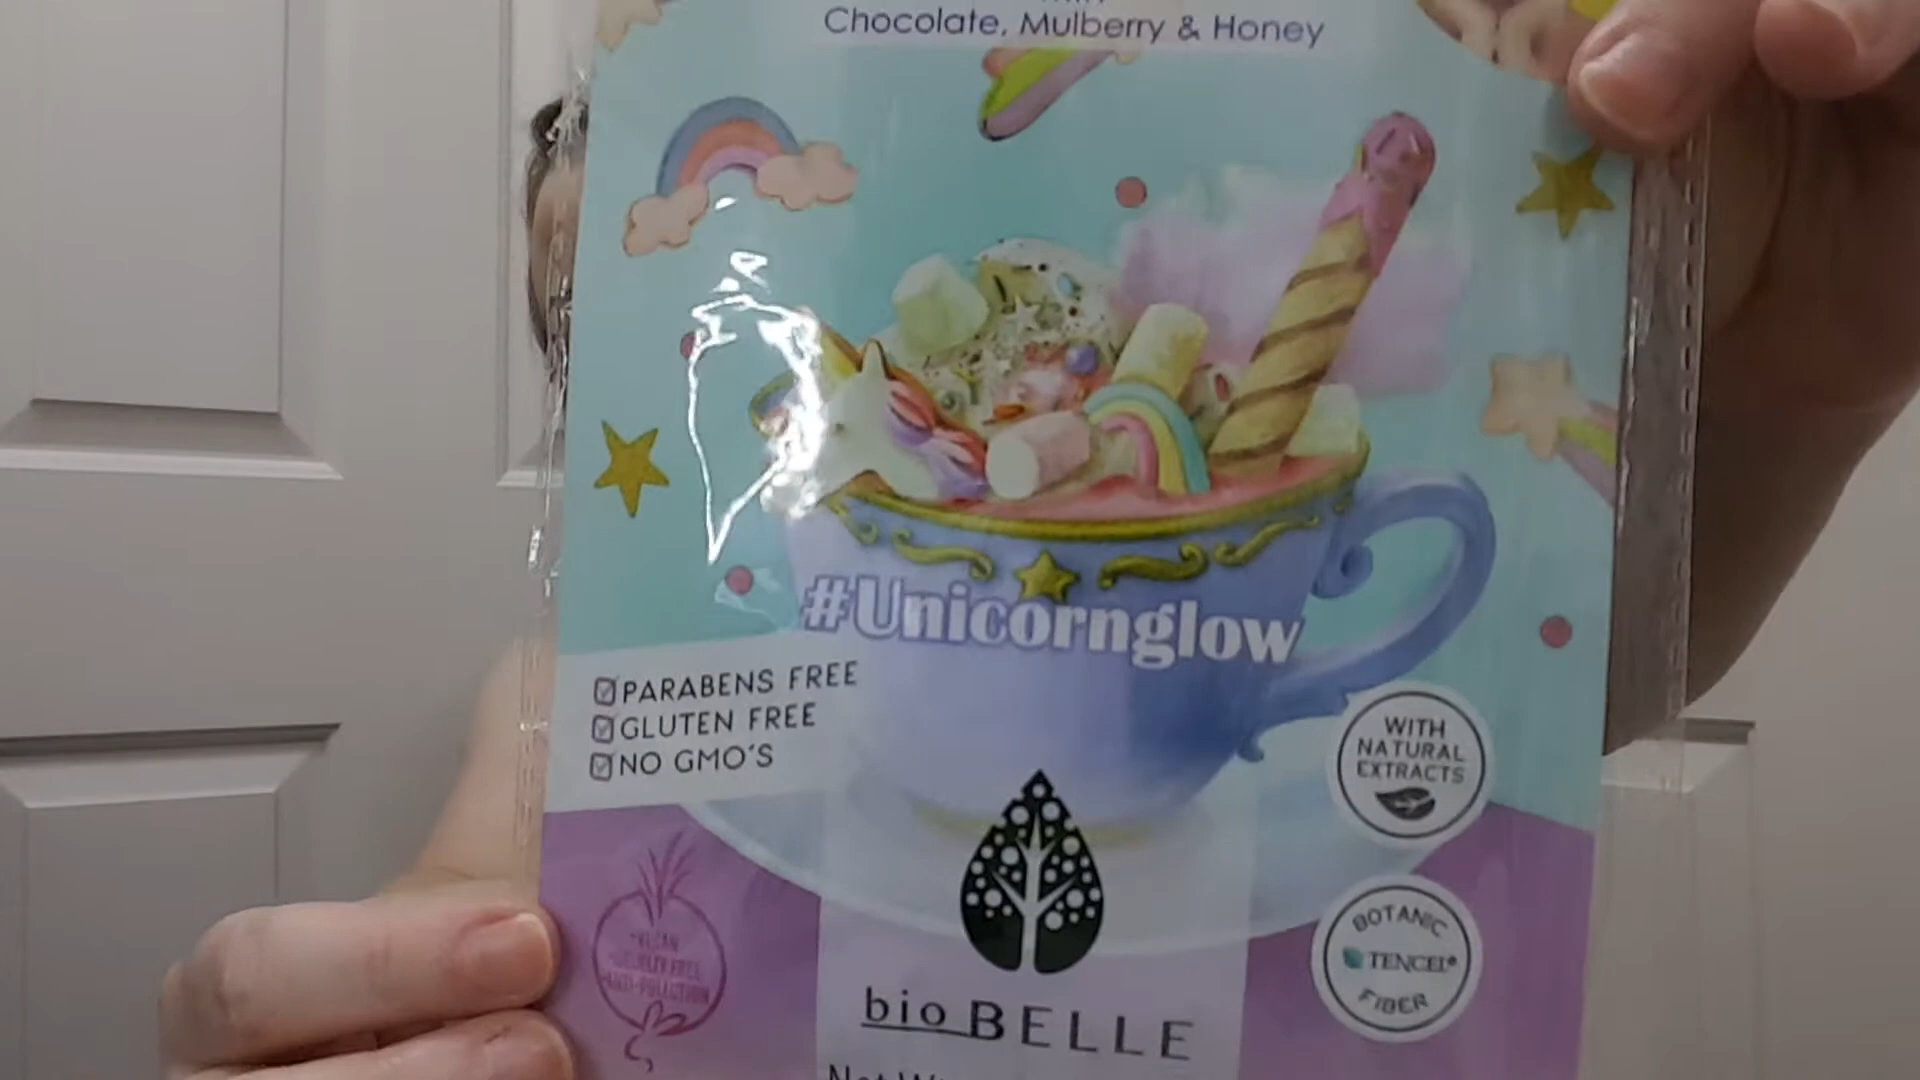 Chocolate, Mulberry & Honey
#Unicornglow
PARABENS FREE
GLUTEN FREE
NO GMO'S
WITH
NATURAL
EXTRACTS
BOTANIC
TENCEL®
FIBER
bio BELLE